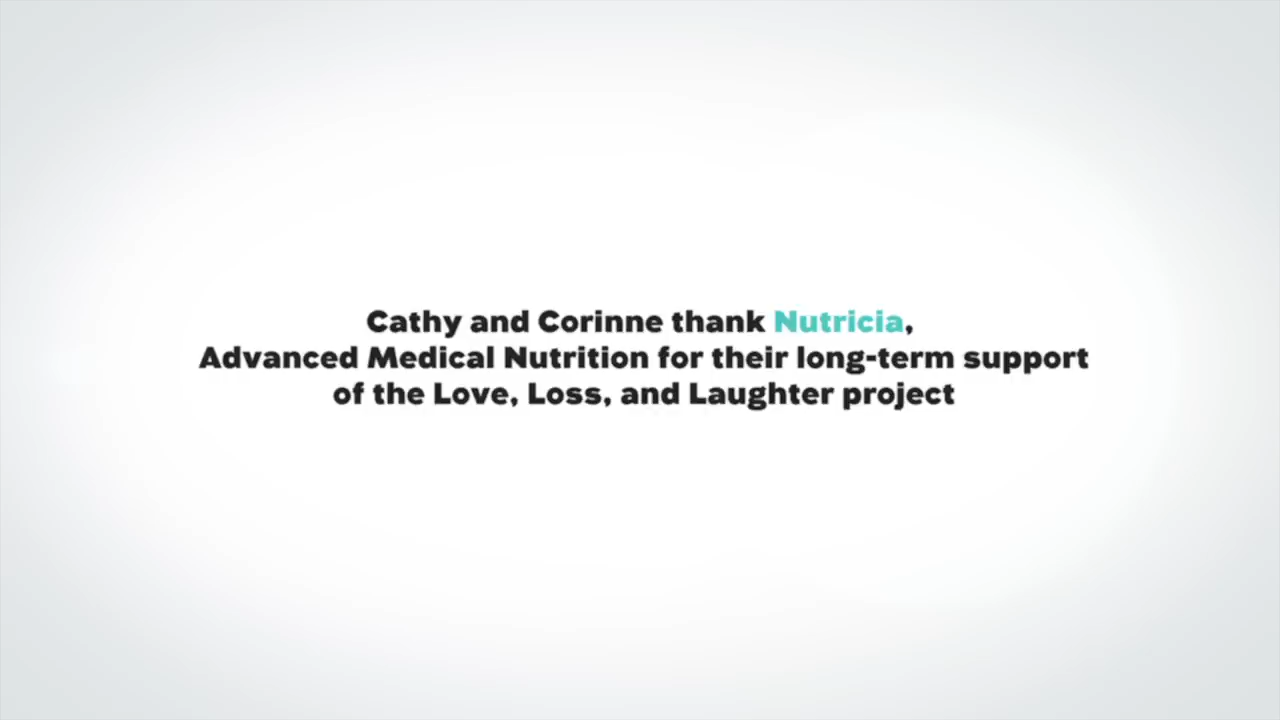 Cathy and Corinne thank Nutricia,
Advanced Medical Nutrition for their long-term support
of the Love, Loss, and Laughter project